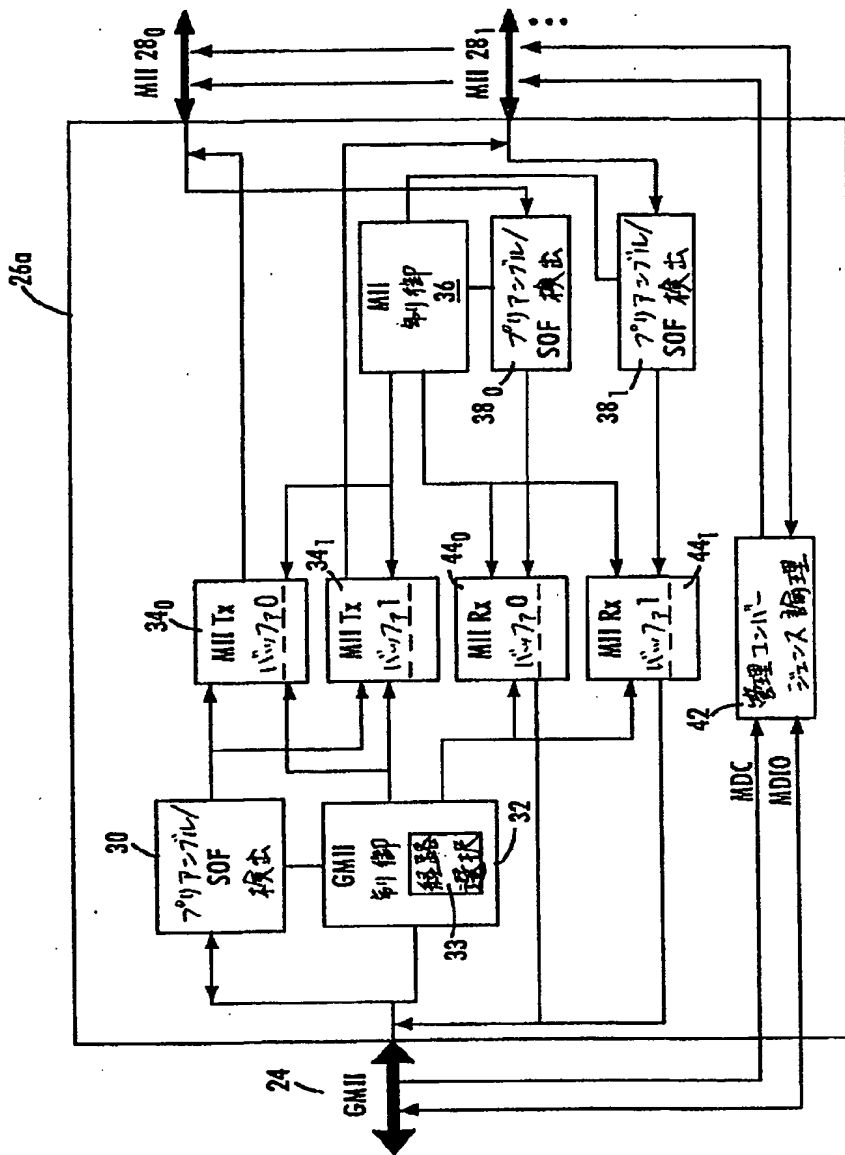 26a
MII 28₀
MII 28₁
...
34₀
MII Tx
バッファ0
34₁
MII Tx
バッファ1
44₀
MII Rx
バッファ0
MII Rx
バッファ1
44₁
MII
制御
36
プリアンブル/
SOF 検出
38₀
プリアンブル/
SOF 検出
38₁
30
プリアンブル/
SOF
検出
GMII
制御
経路
選択
33
32
24
GMII
MDC
MDIO
42
管理コンバー
ジェンス論理